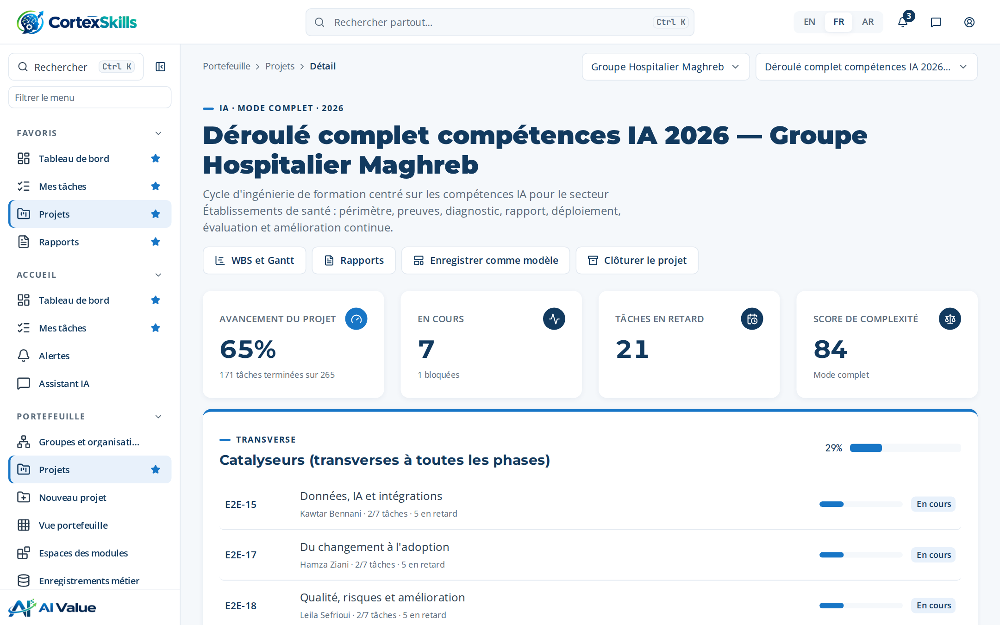 CortexSkills
Rechercher partout...
Ctrl K
EN
FR
AR
3
Rechercher
Ctrl K
Filtrer le menu
FAVORIS
Tableau de bord
Mes tâches
Projets
Rapports
ACCUEIL
Tableau de bord
Mes tâches
Alertes
Assistant IA
PORTEFEUILLE
Groupes et organisati...
Projets
Nouveau projet
Vue portefeuille
Espaces des modules
Enregistrements métier
AI Value
Portefeuille > Projets > Détail
Groupe Hospitalier Maghreb
Déroulé complet compétences IA 2026...
IA · MODE COMPLET · 2026
Déroulé complet compétences IA 2026 — Groupe
Hospitalier Maghreb
Cycle d'ingénierie de formation centré sur les compétences IA pour le secteur
Établissements de santé : périmètre, preuves, diagnostic, rapport, déploiement,
évaluation et amélioration continue.
WBS et Gantt
Rapports
Enregistrer comme modèle
Clôturer le projet
AVANCEMENT DU PROJET
65%
171 tâches terminées sur 265
EN COURS
7
1 bloquées
TÂCHES EN RETARD
21
SCORE DE COMPLEXITÉ
84
Mode complet
TRANSVERSE
Catalyseurs (transverses à toutes les phases)
29%
E2E-15
Données, IA et intégrations
Kawtar Bennani · 2/7 tâches · 5 en retard
En cours
E2E-17
Du changement à l'adoption
Hamza Ziani · 2/7 tâches · 5 en retard
En cours
E2E-18
Qualité, risques et amélioration
Leila Sefrioui · 2/7 tâches · 5 en retard
En cours